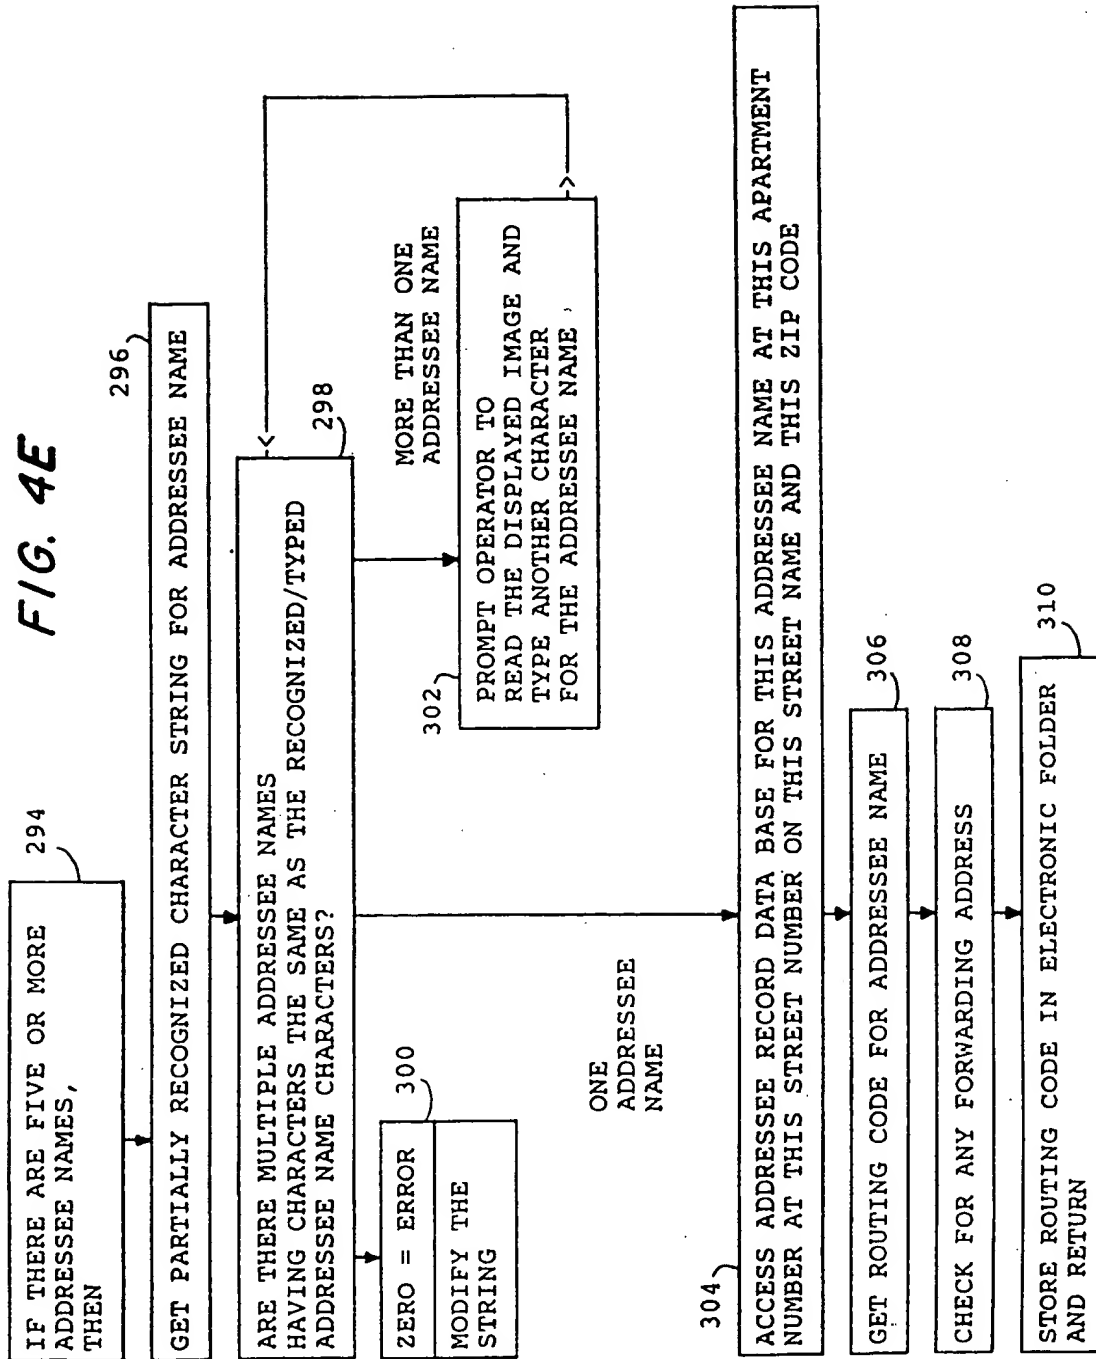 FIG. 4E
294
IF THERE ARE FIVE OR MORE
ADDRESSEE NAMES,
THEN
296
GET PARTIALLY RECOGNIZED CHARACTER STRING FOR ADDRESSEE NAME
298
ARE THERE MULTIPLE ADDRESSEE NAMES
HAVING CHARACTERS THE SAME AS THE RECOGNIZED/TYPED
ADDRESSEE NAME CHARACTERS?
300
ZERO = ERROR
MODIFY THE
STRING
MORE THAN ONE
ADDRESSEE NAME
302
PROMPT OPERATOR TO
READ THE DISPLAYED IMAGE AND
TYPE ANOTHER CHARACTER
FOR THE ADDRESSEE NAME
ONE
ADDRESSEE
NAME
304
ACCESS ADDRESSEE RECORD DATA BASE FOR THIS ADDRESSEE NAME AT THIS APARTMENT
NUMBER AT THIS STREET NUMBER ON THIS STREET NAME AND THIS ZIP CODE
306
GET ROUTING CODE FOR ADDRESSEE NAME
308
CHECK FOR ANY FORWARDING ADDRESS
310
STORE ROUTING CODE IN ELECTRONIC FOLDER
AND RETURN